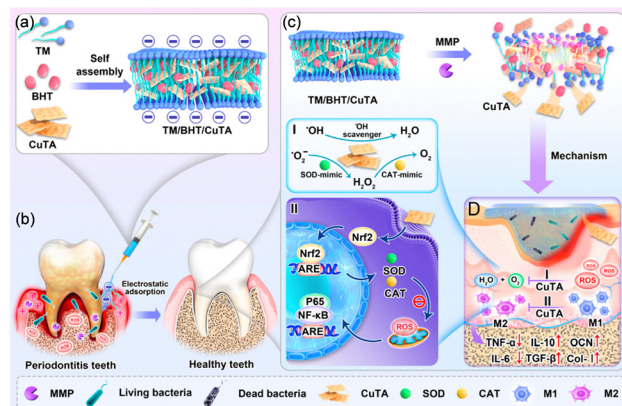 (a)
TM
BHT
CuTA
Self
assembly
TM/BHT/CuTA
(b)
Electrostatic
adsorption
Periodontitis teeth
Healthy teeth
(c)
TM/BHT/CuTA
MMP
CuTA
Mechanism
I
·OH
·OH
scavenger
H₂O
·O₂⁻
SOD-mimic
H₂O₂
CAT-mimic
O₂
II
Nrf2
Nrf2
ARE
SOD
CAT
P65
NF-κB
ARE
ROS
D
H₂O + O₂
I
CuTA
ROS
ROS
ROS
II
CuTA
M2
M1
TNF-α↓ IL-10↑ OCN↑
IL-6 ↓ TGF-β↑ Col-I↑
MMP Living bacteria Dead bacteria CuTA SOD CAT M1 M2